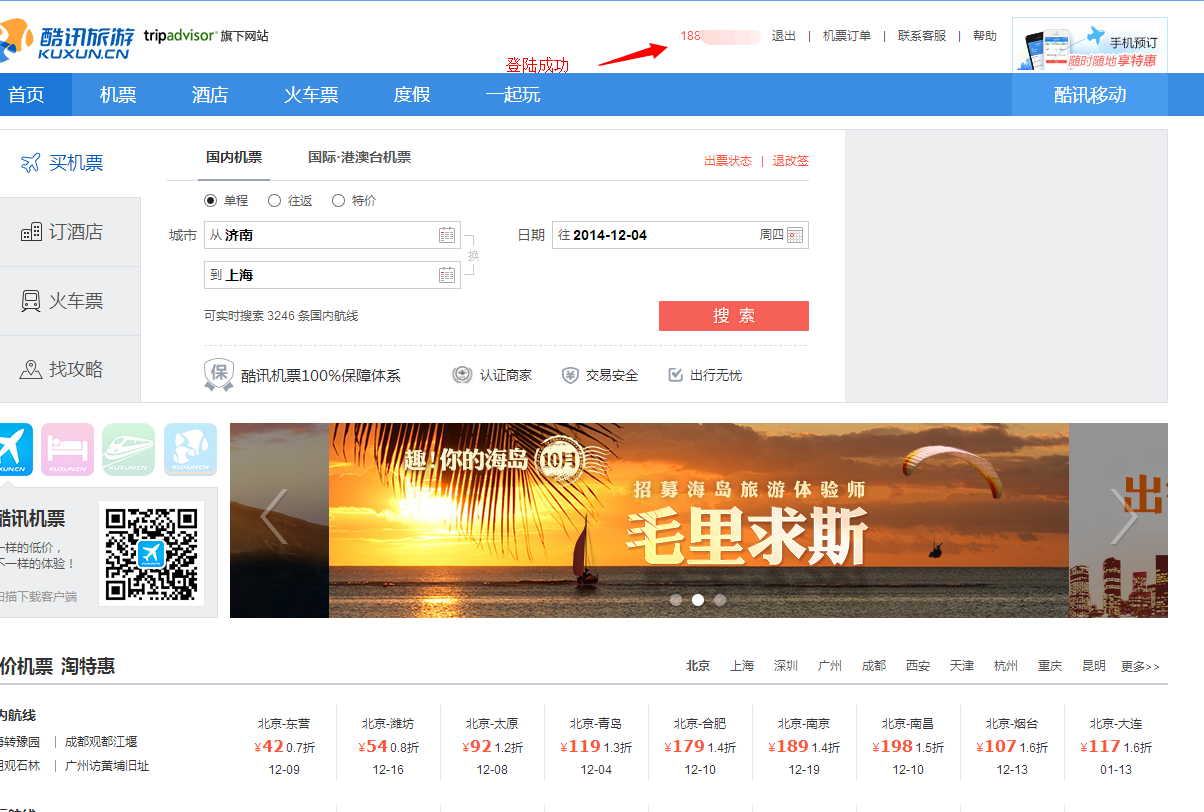 酷讯旅游 KUXUN.CN tripadvisor 旗下网站
188 退出 | 机票订单 | 联系客服 | 帮助
手机预订
随时随地享特惠
登陆成功
首页 机票 酒店 火车票 度假 一起玩 酷讯移动
买机票
订酒店
火车票
找攻略
国内机票 国际·港澳台机票 出票状态 | 退改签
单程 往返 特价
城市 从 济南 日期 往 2014-12-04 周四
换
到 上海
可实时搜索 3246 条国内航线 搜 索
保 酷讯机票100%保障体系 认证商家 交易安全 出行无忧
KUXUN.CN KUXUN.CN KUXUN.CN
酷讯机票
一样的低价，
不一样的体验！
扫描下载客户端
趣！你的海岛 10月
招募海岛旅游体验师
毛里求斯
出
价机票 淘特惠 北京 上海 深圳 广州 成都 西安 天津 杭州 重庆 昆明 更多>>
内航线
转豫园 | 成都观都江堰
观石林 | 广州访黄埔旧址
北京-东营 北京-潍坊 北京-太原 北京-青岛 北京-合肥 北京-南京 北京-南昌 北京-烟台 北京-大连
¥42 0.7折 ¥54 0.8折 ¥92 1.2折 ¥119 1.3折 ¥179 1.4折 ¥189 1.4折 ¥198 1.5折 ¥107 1.6折 ¥117 1.6折
12-09 12-16 12-08 12-04 12-10 12-19 12-10 12-13 01-13